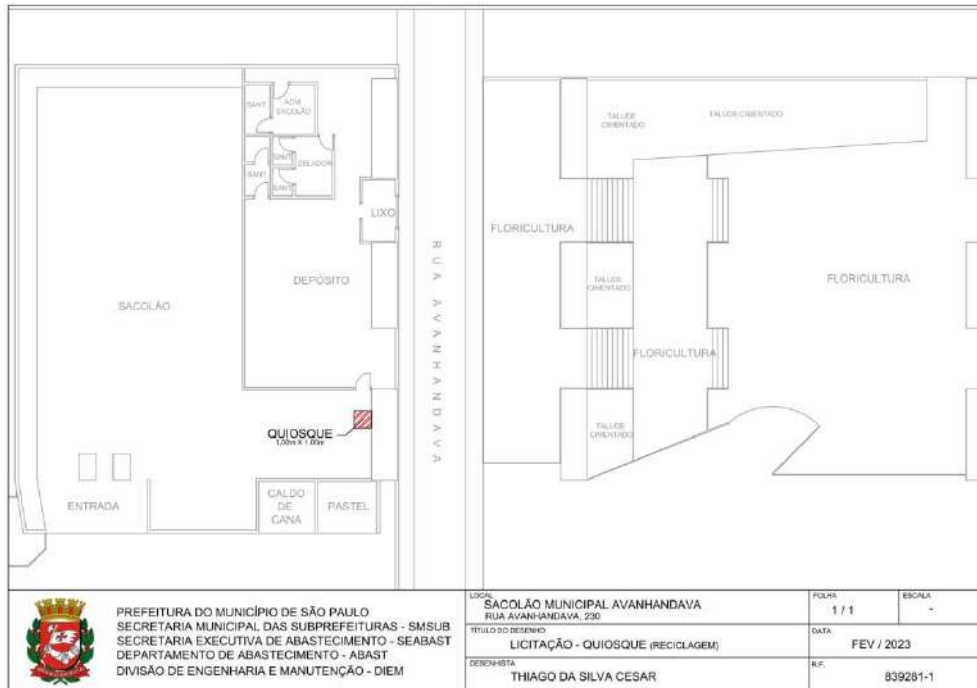 SANT.
ADM.
SACOLÃO
SANT.
SANT.
SANT.
ZELADOR
LIXO
DEPÓSITO
SACOLÃO
QUIOSQUE
1,00m X 1,00m
ENTRADA
CALDO
DE
CANA
PASTEL
RUA AVANHANDAVA
TALUDE
CIMENTADO
TALUDE CIMENTADO
FLORICULTURA
TALUDE
CIMENTADO
FLORICULTURA
FLORICULTURA
TALUDE
CIMENTADO
PREFEITURA DO MUNICÍPIO DE SÃO PAULO
SECRETARIA MUNICIPAL DAS SUBPREFEITURAS - SMSUB
SECRETARIA EXECUTIVA DE ABASTECIMENTO - SEABAST
DEPARTAMENTO DE ABASTECIMENTO - ABAST
DIVISÃO DE ENGENHARIA E MANUTENÇÃO - DIEM
LOCAL
SACOLÃO MUNICIPAL AVANHANDAVA
RUA AVANHANDAVA, 230
FOLHA
1 / 1
ESCALA
-
TÍTULO DO DESENHO
LICITAÇÃO - QUIOSQUE (RECICLAGEM)
DATA
FEV / 2023
DESENHISTA
THIAGO DA SILVA CESAR
R.F.
839281-1